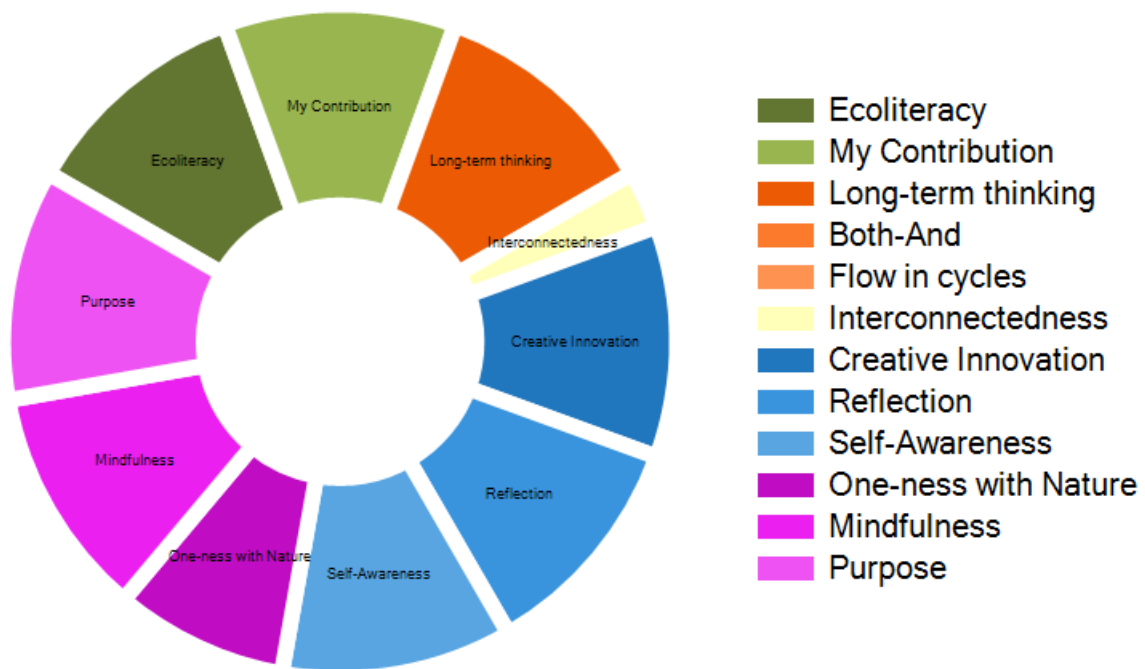 My Contribution
Ecoliteracy
Long-term thinking
Interconnectedness
Purpose
Creative Innovation
Mindfulness
Reflection
One-ness with Nature
Self-Awareness
Ecoliteracy
My Contribution
Long-term thinking
Both-And
Flow in cycles
Interconnectedness
Creative Innovation
Reflection
Self-Awareness
One-ness with Nature
Mindfulness
Purpose